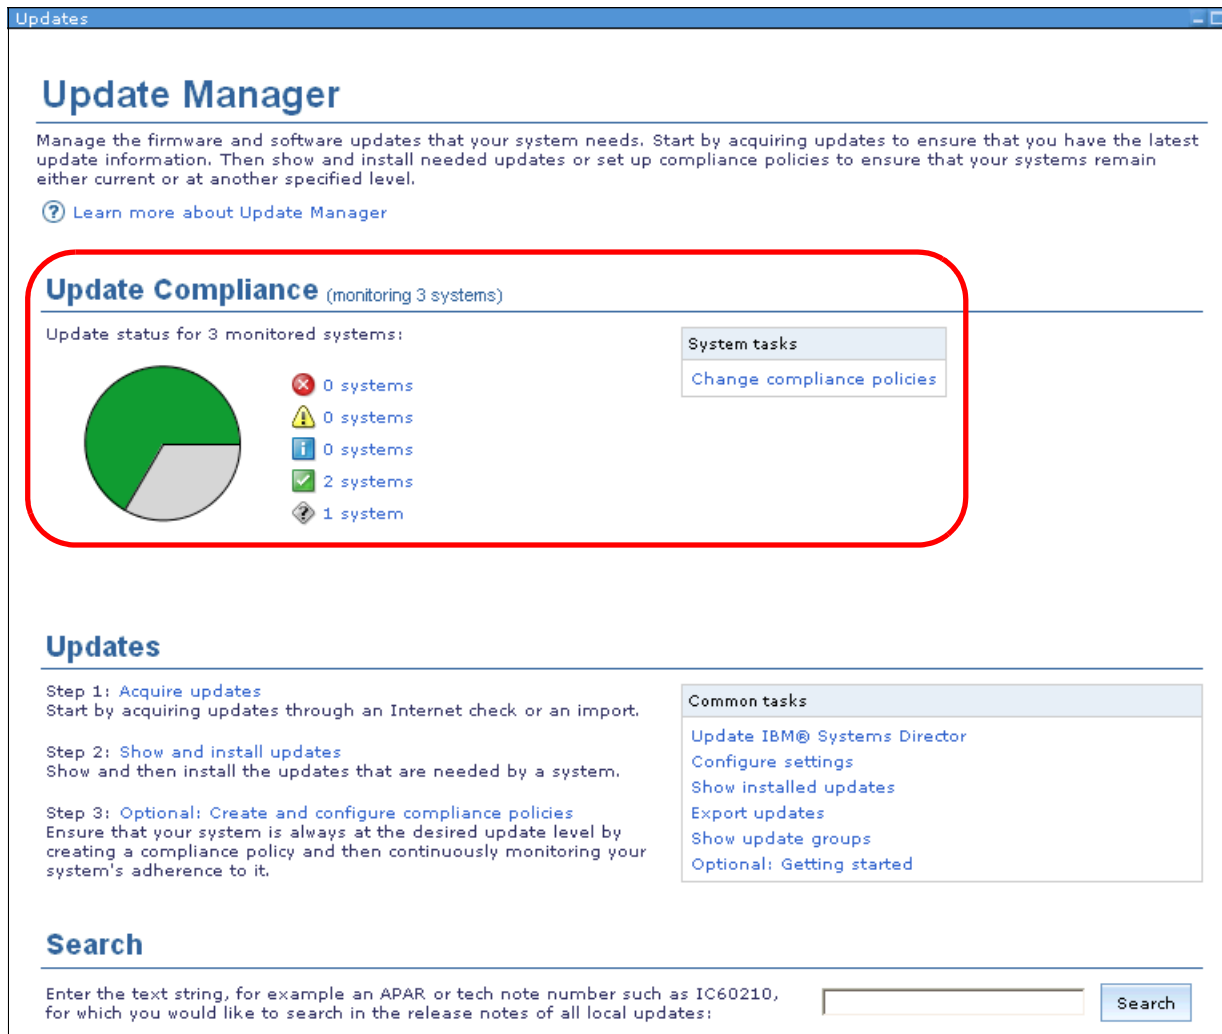 Updates
Update Manager
Manage the firmware and software updates that your system needs. Start by acquiring updates to ensure that you have the latest
update information. Then show and install needed updates or set up compliance policies to ensure that your systems remain
either current or at another specified level.
? Learn more about Update Manager
Update Compliance (monitoring 3 systems)
Update status for 3 monitored systems:
0 systems
0 systems
0 systems
2 systems
1 system
System tasks
Change compliance policies
Updates
Step 1: Acquire updates
Start by acquiring updates through an Internet check or an import.
Step 2: Show and install updates
Show and then install the updates that are needed by a system.
Step 3: Optional: Create and configure compliance policies
Ensure that your system is always at the desired update level by
creating a compliance policy and then continuously monitoring your
system's adherence to it.
Common tasks
Update IBM® Systems Director
Configure settings
Show installed updates
Export updates
Show update groups
Optional: Getting started
Search
Enter the text string, for example an APAR or tech note number such as IC60210,
for which you would like to search in the release notes of all local updates:
Search